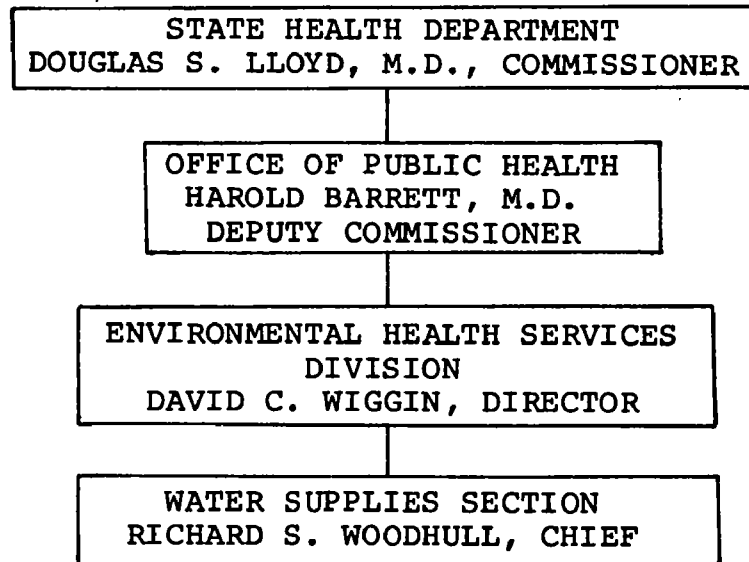 STATE HEALTH DEPARTMENT
DOUGLAS S. LLOYD, M.D., COMMISSIONER
OFFICE OF PUBLIC HEALTH
HAROLD BARRETT, M.D.
DEPUTY COMMISSIONER
ENVIRONMENTAL HEALTH SERVICES
DIVISION
DAVID C. WIGGIN, DIRECTOR
WATER SUPPLIES SECTION
RICHARD S. WOODHULL, CHIEF